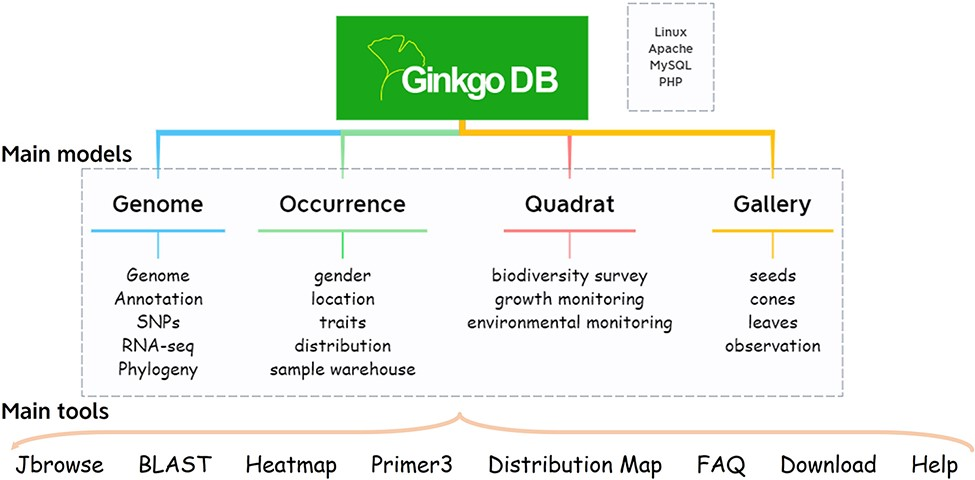 Ginkgo DB
Linux
Apache
MySQL
PHP
Main models
Genome
Genome
Annotation
SNPs
RNA-seq
Phylogeny
Occurrence
gender
location
traits
distribution
sample warehouse
Quadrat
biodiversity survey
growth monitoring
environmental monitoring
Gallery
seeds
cones
leaves
observation
Main tools
Jbrowse BLAST Heatmap Primer3 Distribution Map FAQ Download Help